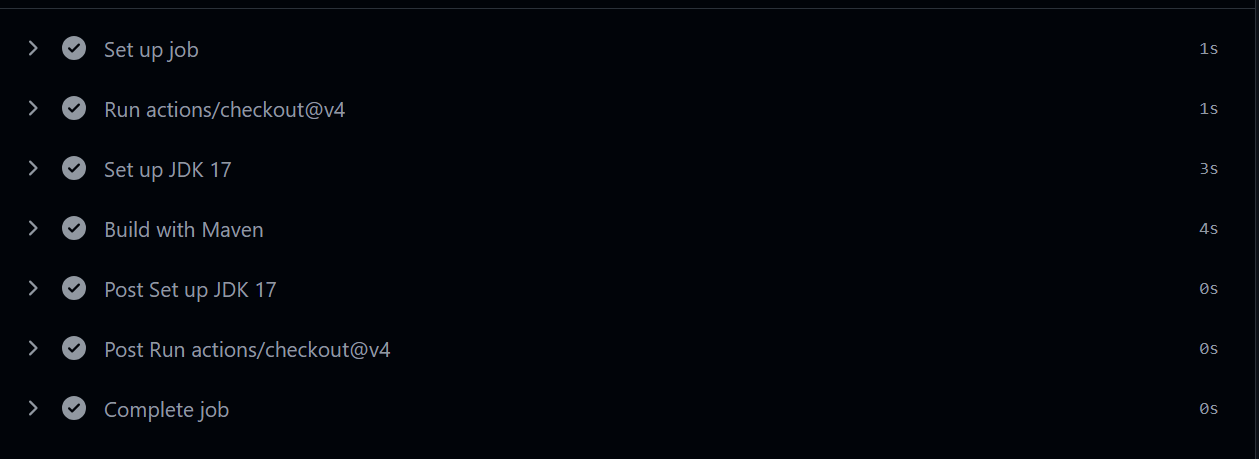 Set up job 1s
Run actions/checkout@v4 1s
Set up JDK 17 3s
Build with Maven 4s
Post Set up JDK 17 0s
Post Run actions/checkout@v4 0s
Complete job 0s